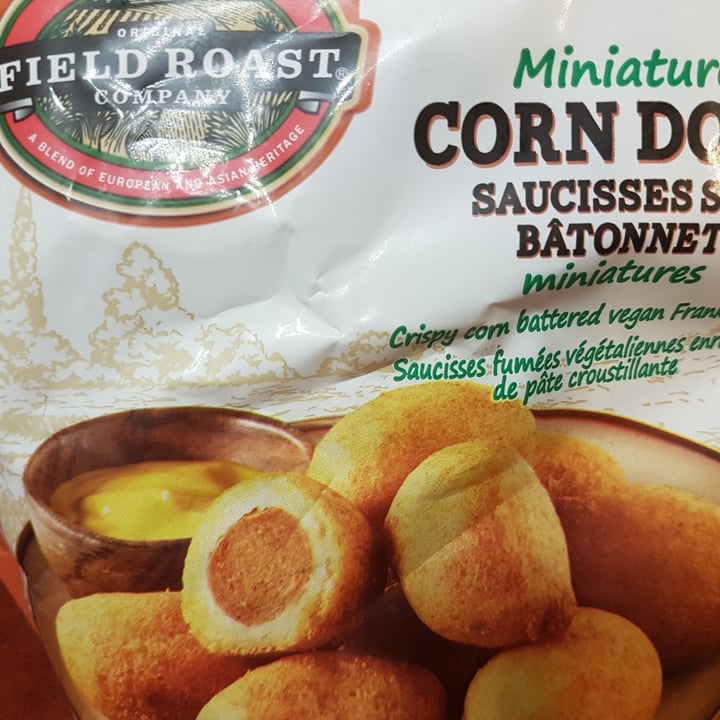 ORIGINAL
FIELD ROAST®
COMPANY
A BLEND OF EUROPEAN AND ASIAN HERITAGE
Miniatur
CORN DO
SAUCISSES S
BÂTONNET
miniatures
Crispy corn battered vegan Frank
Saucisses fumées végétaliennes enr
de pâte croustillante